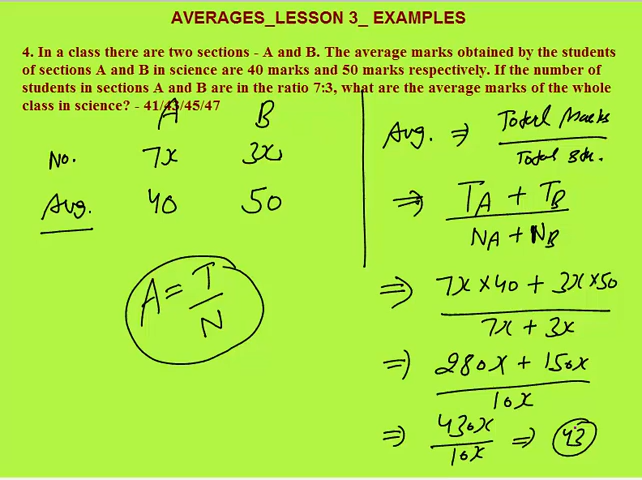 AVERAGES_LESSON 3_ EXAMPLES
4. In a class there are two sections - A and B. The average marks obtained by the students
of sections A and B in science are 40 marks and 50 marks respectively. If the number of
students in sections A and B are in the ratio 7:3, what are the average marks of the whole
class in science? - 41/43/45/47
A B
No. 7x 3x
Avg. 40 50
A = T/N
Avg. ⇒ Total Marks / Total Stu.
⇒ TA + TB / NA + NB
⇒ 7x × 40 + 3x × 50 / 7x + 3x
⇒ 280x + 150x / 10x
⇒ 430x / 10x ⇒ 43